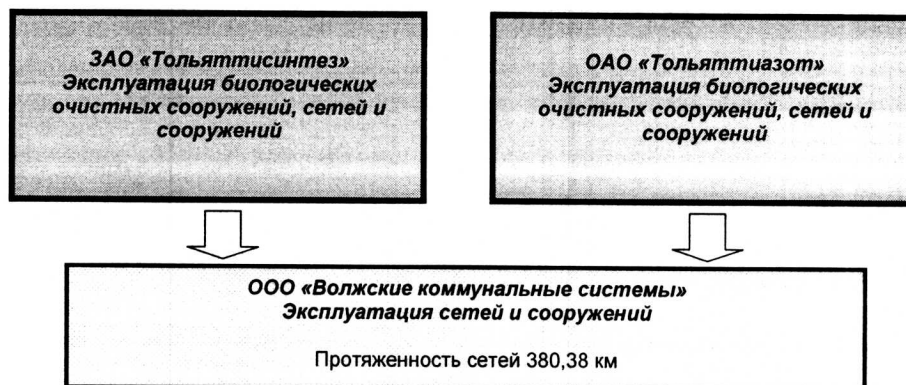 ЗАО «Тольяттисинтез»
Эксплуатация биологических
очистных сооружений, сетей и
сооружений
ОАО «Тольяттиазот»
Эксплуатация биологических
очистных сооружений, сетей и
сооружений
ООО «Волжские коммунальные системы»
Эксплуатация сетей и сооружений
Протяженность сетей 380,38 км